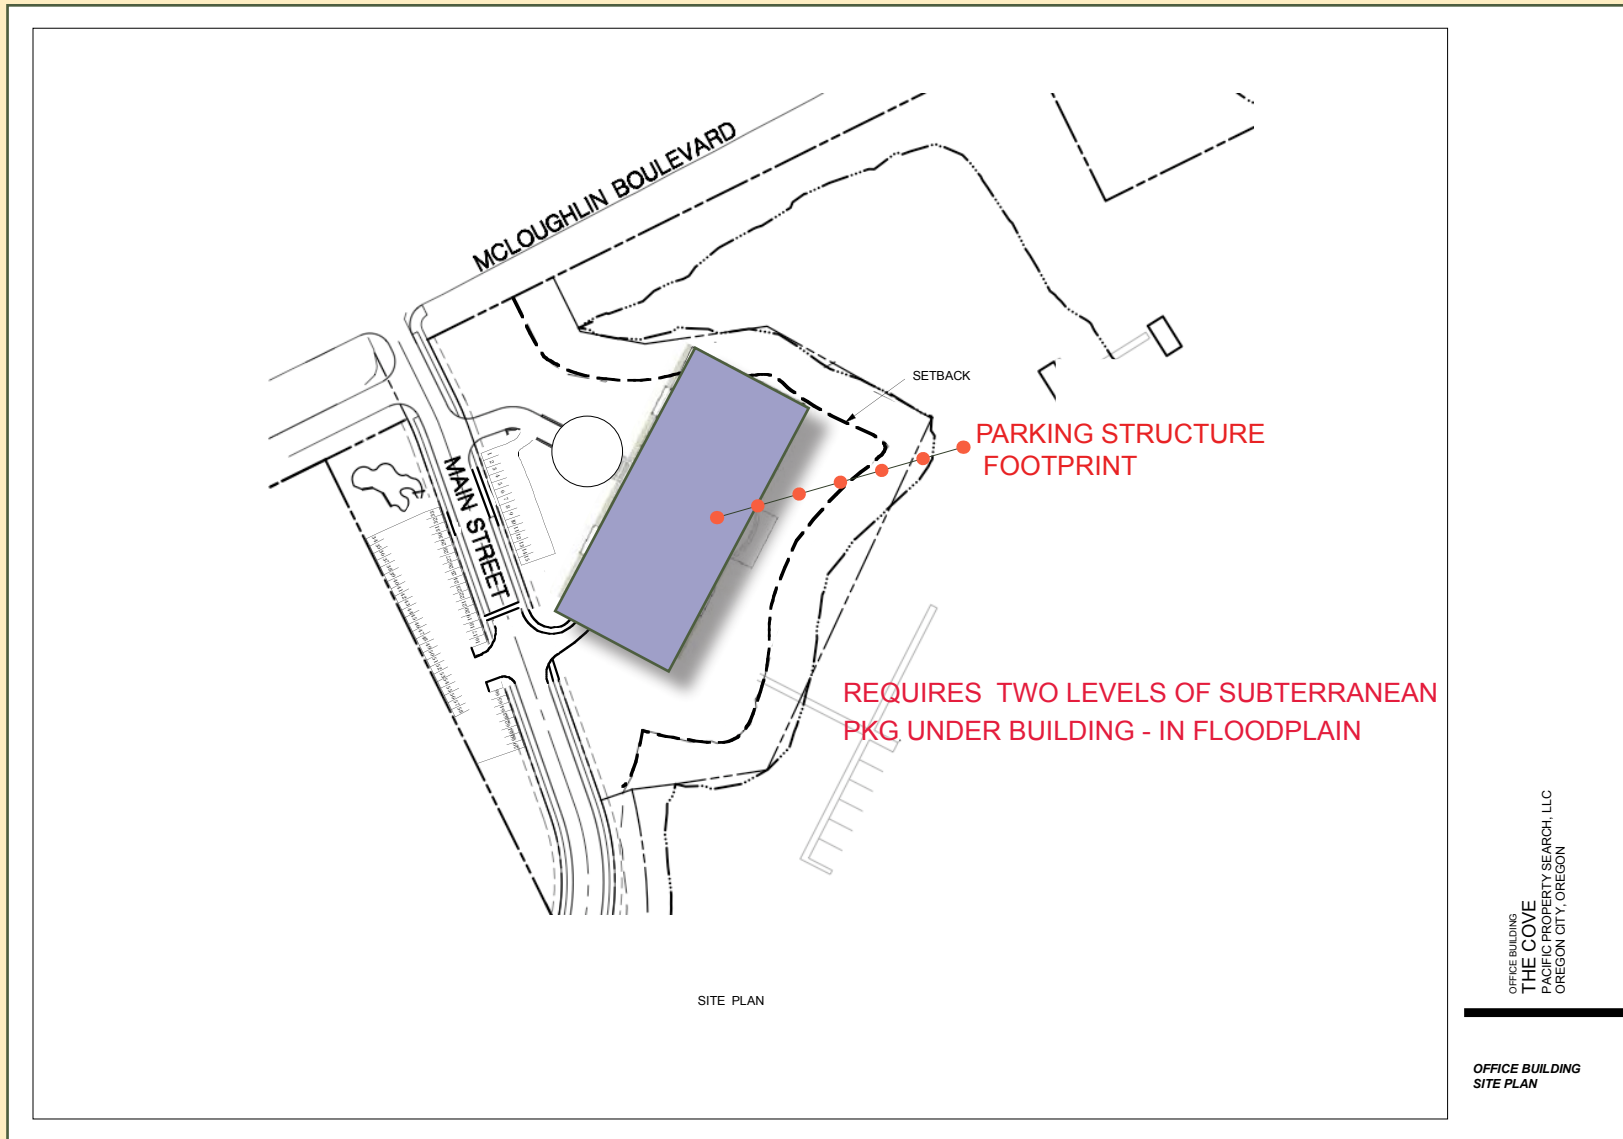 MCLOUGHLIN BOULEVARD
SETBACK
PARKING STRUCTURE
FOOTPRINT
MAIN STREET
REQUIRES TWO LEVELS OF SUBTERRANEAN
PKG UNDER BUILDING - IN FLOODPLAIN
SITE PLAN
OFFICE BUILDING
THE COVE
PACIFIC PROPERTY SEARCH, LLC
OREGON CITY, OREGON
OFFICE BUILDING
SITE PLAN